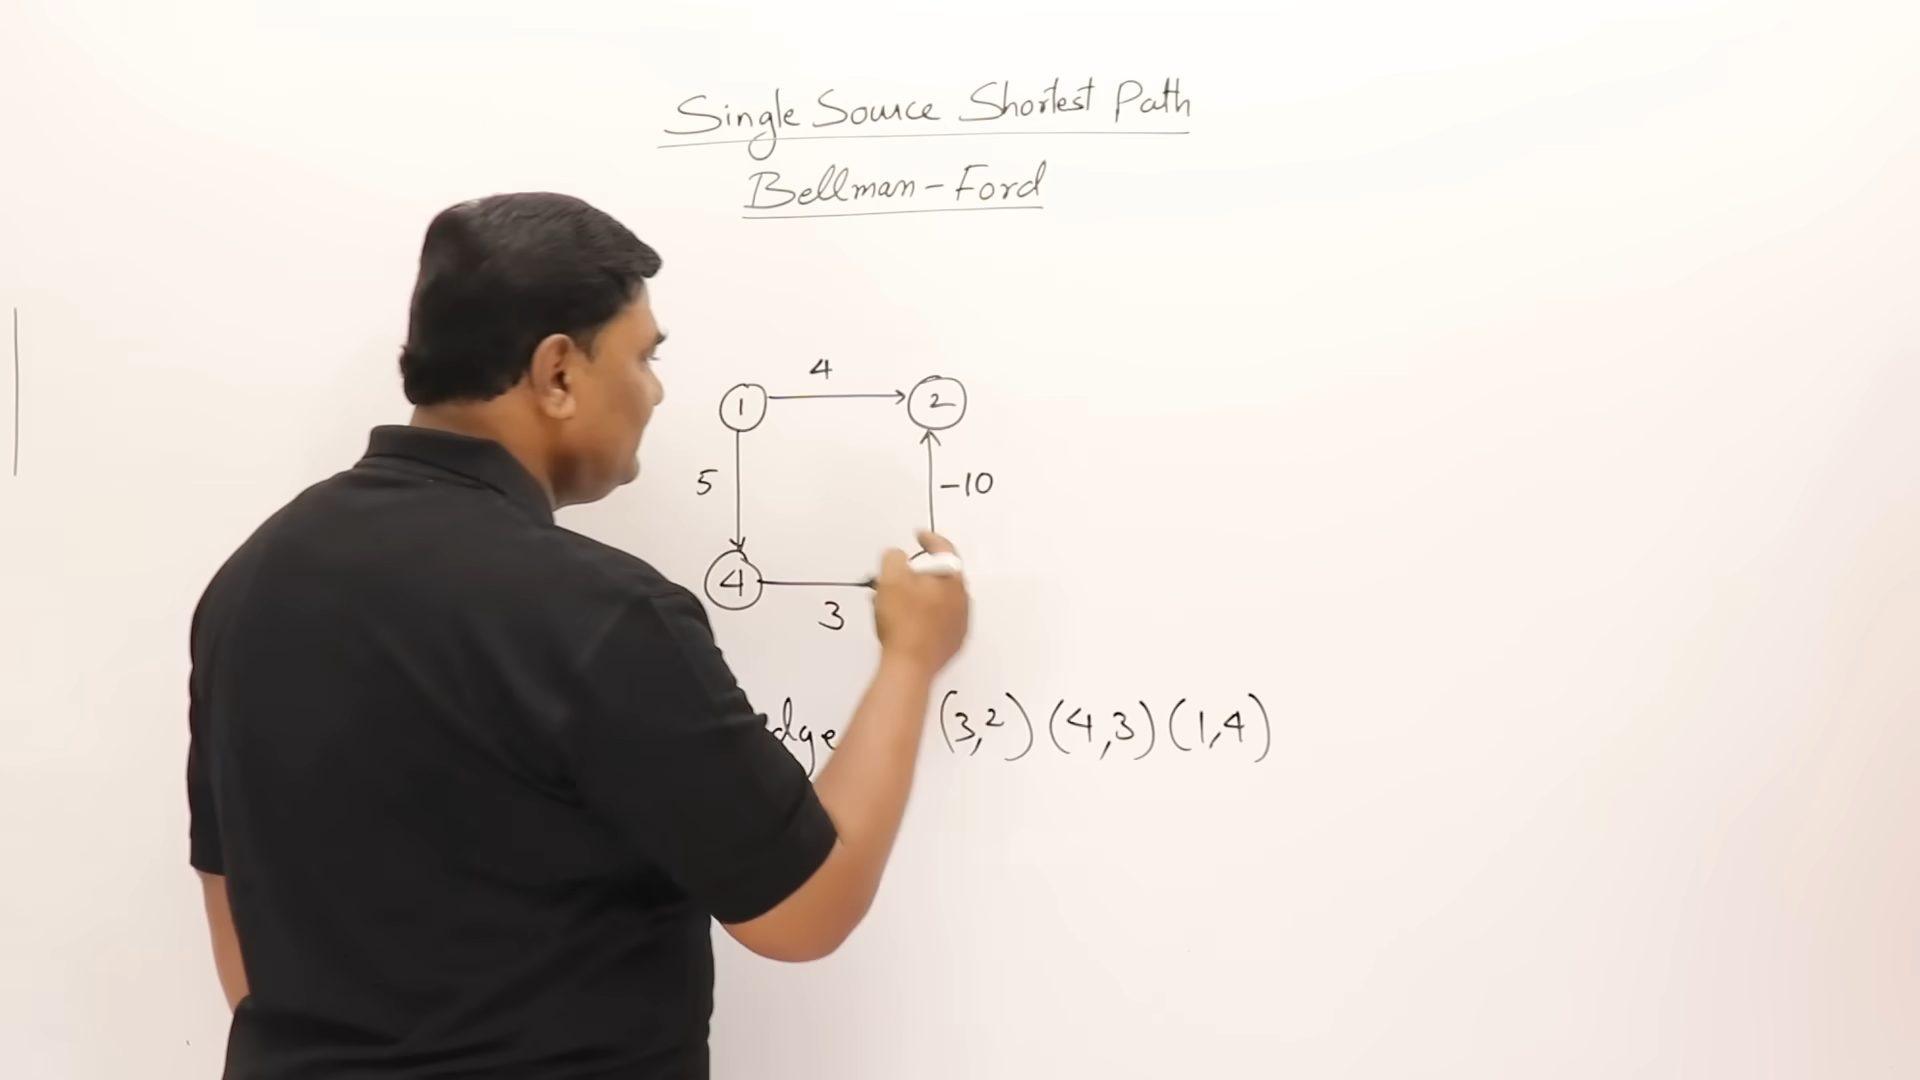 Single Source Shortest Path
Bellman-Ford
4
1 2
5 -10
4
3
(3,2) (4,3) (1,4)